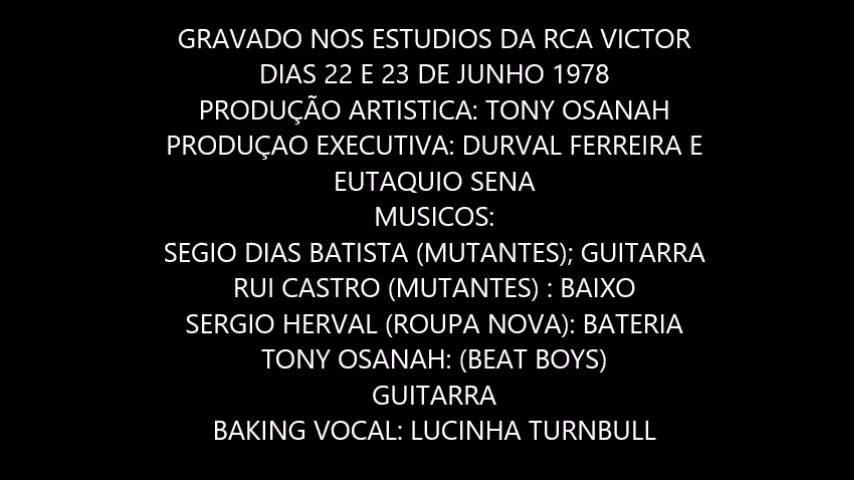 GRAVADO NOS ESTUDIOS DA RCA VICTOR
DIAS 22 E 23 DE JUNHO 1978
PRODUÇÃO ARTISTICA: TONY OSANAH
PRODUÇAO EXECUTIVA: DURVAL FERREIRA E
EUTAQUIO SENA
MUSICOS:
SEGIO DIAS BATISTA (MUTANTES); GUITARRA
RUI CASTRO (MUTANTES) : BAIXO
SERGIO HERVAL (ROUPA NOVA): BATERIA
TONY OSANAH: (BEAT BOYS)
GUITARRA
BAKING VOCAL: LUCINHA TURNBULL